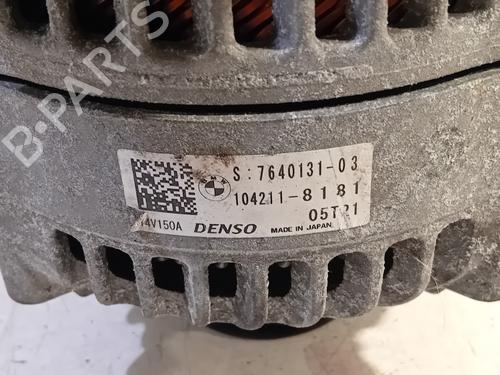 B-PARTS
S:7640131-03
104211-8181
05T21
14V150A DENSO MADE IN JAPAN